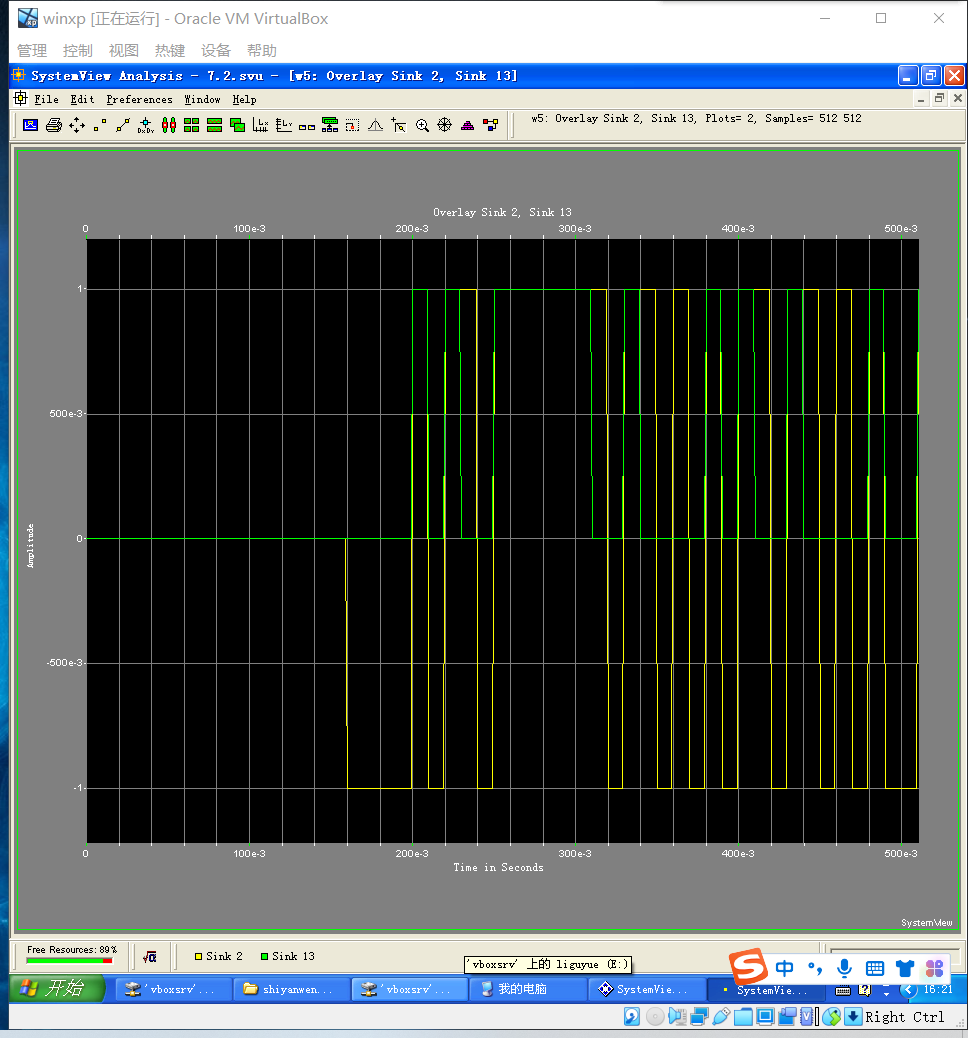 winxp [正在运行] - Oracle VM VirtualBox
管理 控制 视图 热键 设备 帮助
SystemView Analysis - 7.2.svu - [w5: Overlay Sink 2, Sink 13]
File Edit Preferences Window Help
w5: Overlay Sink 2, Sink 13, Plots= 2, Samples= 512 512
Overlay Sink 2, Sink 13
0 100e-3 200e-3 300e-3 400e-3 500e-3
1
500e-3
0
Amplitude
-500e-3
-1
0 100e-3 200e-3 300e-3 400e-3 500e-3
Time in Seconds
SystemView
Free Resources: 89%
Sink 2 Sink 13
'vboxsrv' 上的 liguyue (E:)
中
开始 'vboxsrv'... shiyanwen... 'vboxsrv'... 我的电脑 SystemVie... SystemVie... 16:21
Right Ctrl